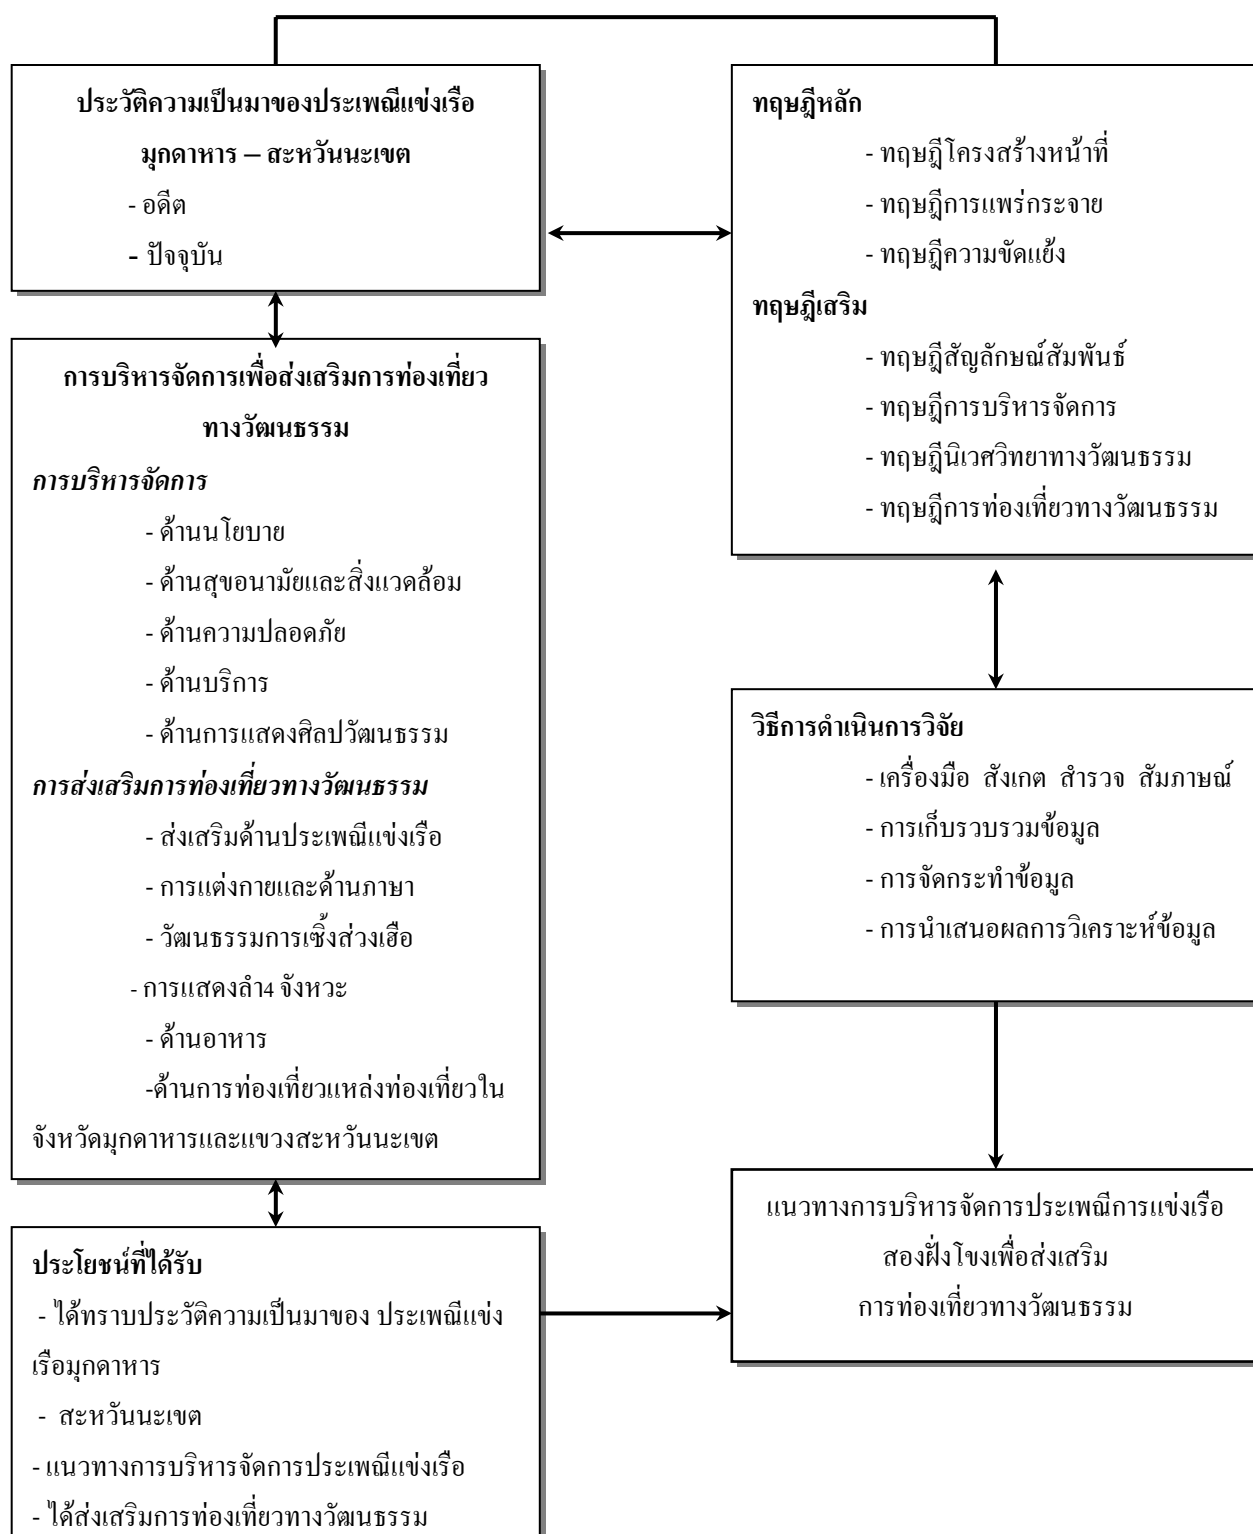 ประวัติความเป็นมาของประเพณีแข่งเรือ
มุกดาหาร – สะหวันนะเขต
- อดีต
- ปัจจุบัน
การบริหารจัดการเพื่อส่งเสริมการท่องเที่ยว
ทางวัฒนธรรม
การบริหารจัดการ
- ด้านนโยบาย
- ด้านสุขอนามัยและสิ่งแวดล้อม
- ด้านความปลอดภัย
- ด้านบริการ
- ด้านการแสดงศิลปวัฒนธรรม
การส่งเสริมการท่องเที่ยวทางวัฒนธรรม
- ส่งเสริมด้านประเพณีแข่งเรือ
- การแต่งกายและด้านภาษา
- วัฒนธรรมการเซิ้งส่วงเฮือ
- การแสดงลำ4 จังหวะ
- ด้านอาหาร
-ด้านการท่องเที่ยวแหล่งท่องเที่ยวใน
จังหวัดมุกดาหารและแขวงสะหวันนะเขต
ประโยชน์ที่ได้รับ
- ได้ทราบประวัติความเป็นมาของ ประเพณีแข่ง
เรือมุกดาหาร
- สะหวันนะเขต
- แนวทางการบริหารจัดการประเพณีแข่งเรือ
- ได้ส่งเสริมการท่องเที่ยวทางวัฒนธรรม
ทฤษฎีหลัก
- ทฤษฎีโครงสร้างหน้าที่
- ทฤษฎีการแพร่กระจาย
- ทฤษฎีความขัดแย้ง
ทฤษฎีเสริม
- ทฤษฎีสัญลักษณ์สัมพันธ์
- ทฤษฎีการบริหารจัดการ
- ทฤษฎีนิเวศวิทยาทางวัฒนธรรม
- ทฤษฎีการท่องเที่ยวทางวัฒนธรรม
วิธีการดำเนินการวิจัย
- เครื่องมือ สังเกต สำรวจ สัมภาษณ์
- การเก็บรวบรวมข้อมูล
- การจัดกระทำข้อมูล
- การนำเสนอผลการวิเคราะห์ข้อมูล
แนวทางการบริหารจัดการประเพณีการแข่งเรือ
สองฝั่งโขงเพื่อส่งเสริม
การท่องเที่ยวทางวัฒนธรรม